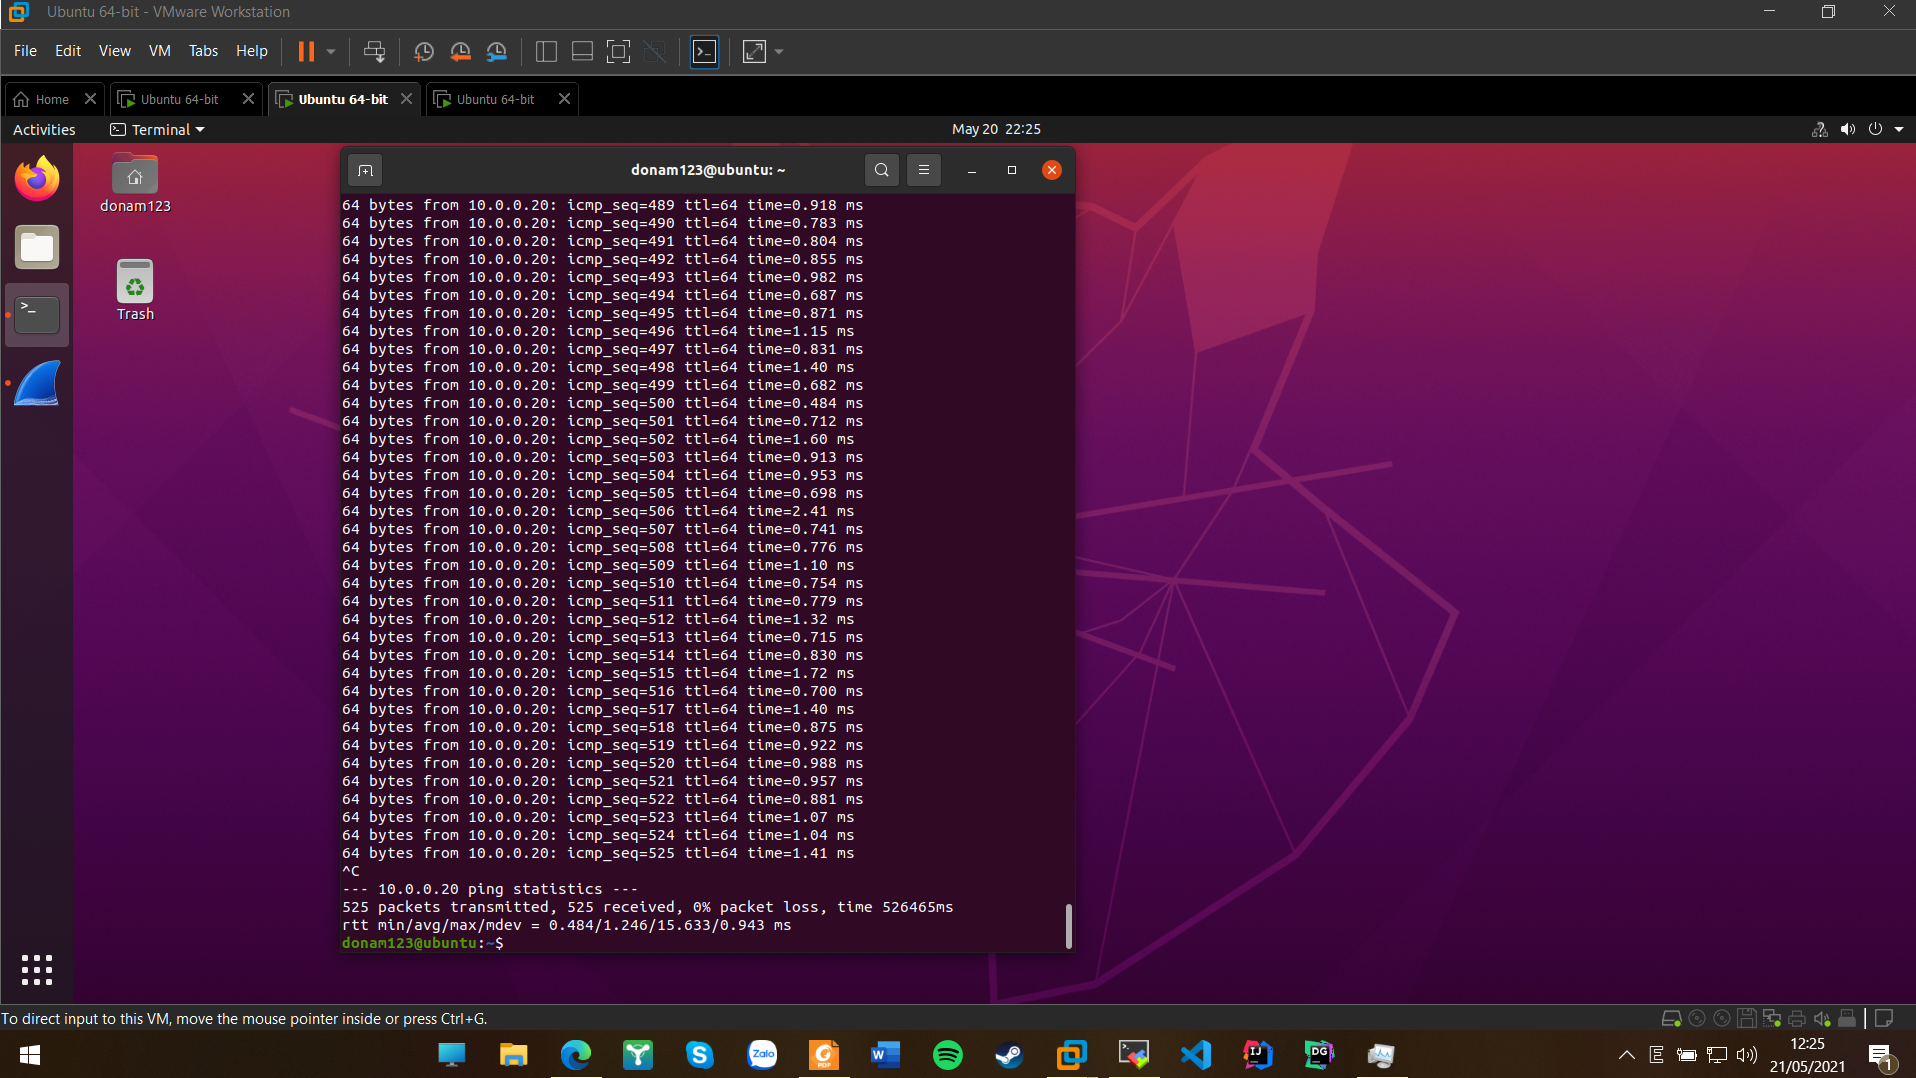 Ubuntu 64-bit - VMware Workstation
File Edit View VM Tabs Help
Home Ubuntu 64-bit Ubuntu 64-bit Ubuntu 64-bit
Activities Terminal May 20 22:25
donam123@ubuntu: ~
donam123
Trash
64 bytes from 10.0.0.20: icmp_seq=489 ttl=64 time=0.918 ms
64 bytes from 10.0.0.20: icmp_seq=490 ttl=64 time=0.783 ms
64 bytes from 10.0.0.20: icmp_seq=491 ttl=64 time=0.804 ms
64 bytes from 10.0.0.20: icmp_seq=492 ttl=64 time=0.855 ms
64 bytes from 10.0.0.20: icmp_seq=493 ttl=64 time=0.982 ms
64 bytes from 10.0.0.20: icmp_seq=494 ttl=64 time=0.687 ms
64 bytes from 10.0.0.20: icmp_seq=495 ttl=64 time=0.871 ms
64 bytes from 10.0.0.20: icmp_seq=496 ttl=64 time=1.15 ms
64 bytes from 10.0.0.20: icmp_seq=497 ttl=64 time=0.831 ms
64 bytes from 10.0.0.20: icmp_seq=498 ttl=64 time=1.40 ms
64 bytes from 10.0.0.20: icmp_seq=499 ttl=64 time=0.682 ms
64 bytes from 10.0.0.20: icmp_seq=500 ttl=64 time=0.484 ms
64 bytes from 10.0.0.20: icmp_seq=501 ttl=64 time=0.712 ms
64 bytes from 10.0.0.20: icmp_seq=502 ttl=64 time=1.60 ms
64 bytes from 10.0.0.20: icmp_seq=503 ttl=64 time=0.913 ms
64 bytes from 10.0.0.20: icmp_seq=504 ttl=64 time=0.953 ms
64 bytes from 10.0.0.20: icmp_seq=505 ttl=64 time=0.698 ms
64 bytes from 10.0.0.20: icmp_seq=506 ttl=64 time=2.41 ms
64 bytes from 10.0.0.20: icmp_seq=507 ttl=64 time=0.741 ms
64 bytes from 10.0.0.20: icmp_seq=508 ttl=64 time=0.776 ms
64 bytes from 10.0.0.20: icmp_seq=509 ttl=64 time=1.10 ms
64 bytes from 10.0.0.20: icmp_seq=510 ttl=64 time=0.754 ms
64 bytes from 10.0.0.20: icmp_seq=511 ttl=64 time=0.779 ms
64 bytes from 10.0.0.20: icmp_seq=512 ttl=64 time=1.32 ms
64 bytes from 10.0.0.20: icmp_seq=513 ttl=64 time=0.715 ms
64 bytes from 10.0.0.20: icmp_seq=514 ttl=64 time=0.830 ms
64 bytes from 10.0.0.20: icmp_seq=515 ttl=64 time=1.72 ms
64 bytes from 10.0.0.20: icmp_seq=516 ttl=64 time=0.700 ms
64 bytes from 10.0.0.20: icmp_seq=517 ttl=64 time=1.40 ms
64 bytes from 10.0.0.20: icmp_seq=518 ttl=64 time=0.875 ms
64 bytes from 10.0.0.20: icmp_seq=519 ttl=64 time=0.922 ms
64 bytes from 10.0.0.20: icmp_seq=520 ttl=64 time=0.988 ms
64 bytes from 10.0.0.20: icmp_seq=521 ttl=64 time=0.957 ms
64 bytes from 10.0.0.20: icmp_seq=522 ttl=64 time=0.881 ms
64 bytes from 10.0.0.20: icmp_seq=523 ttl=64 time=1.07 ms
64 bytes from 10.0.0.20: icmp_seq=524 ttl=64 time=1.04 ms
64 bytes from 10.0.0.20: icmp_seq=525 ttl=64 time=1.41 ms
^C
--- 10.0.0.20 ping statistics ---
525 packets transmitted, 525 received, 0% packet loss, time 526465ms
rtt min/avg/max/mdev = 0.484/1.246/15.633/0.943 ms
donam123@ubuntu:~$
To direct input to this VM, move the mouse pointer inside or press Ctrl+G.
Zalo
PDF
W
IJ
DG
E
12:25
21/05/2021
1